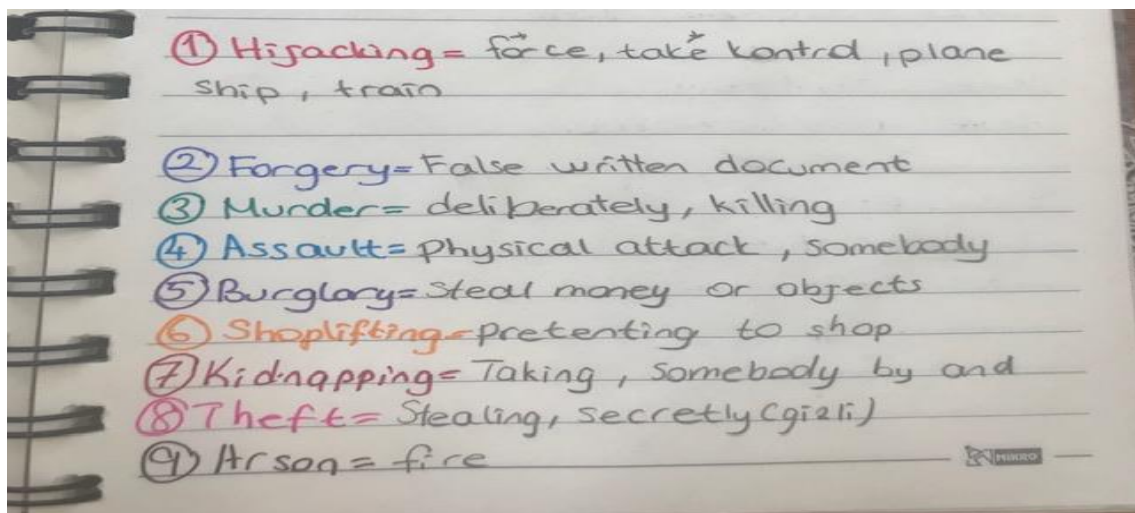 ① Hijacking = force, take kontrol, plane
ship, train
② Forgery = False written document
③ Murder = deliberately, killing
④ Assault = Physical attack, somebody
⑤ Burglary = Steal money or objects
⑥ Shoplifting = pretenting to shop
⑦ Kidnapping = Taking, somebody by and
⑧ Theft = Stealing, secretly (gizli)
⑨ Arson = fire
MIKRO